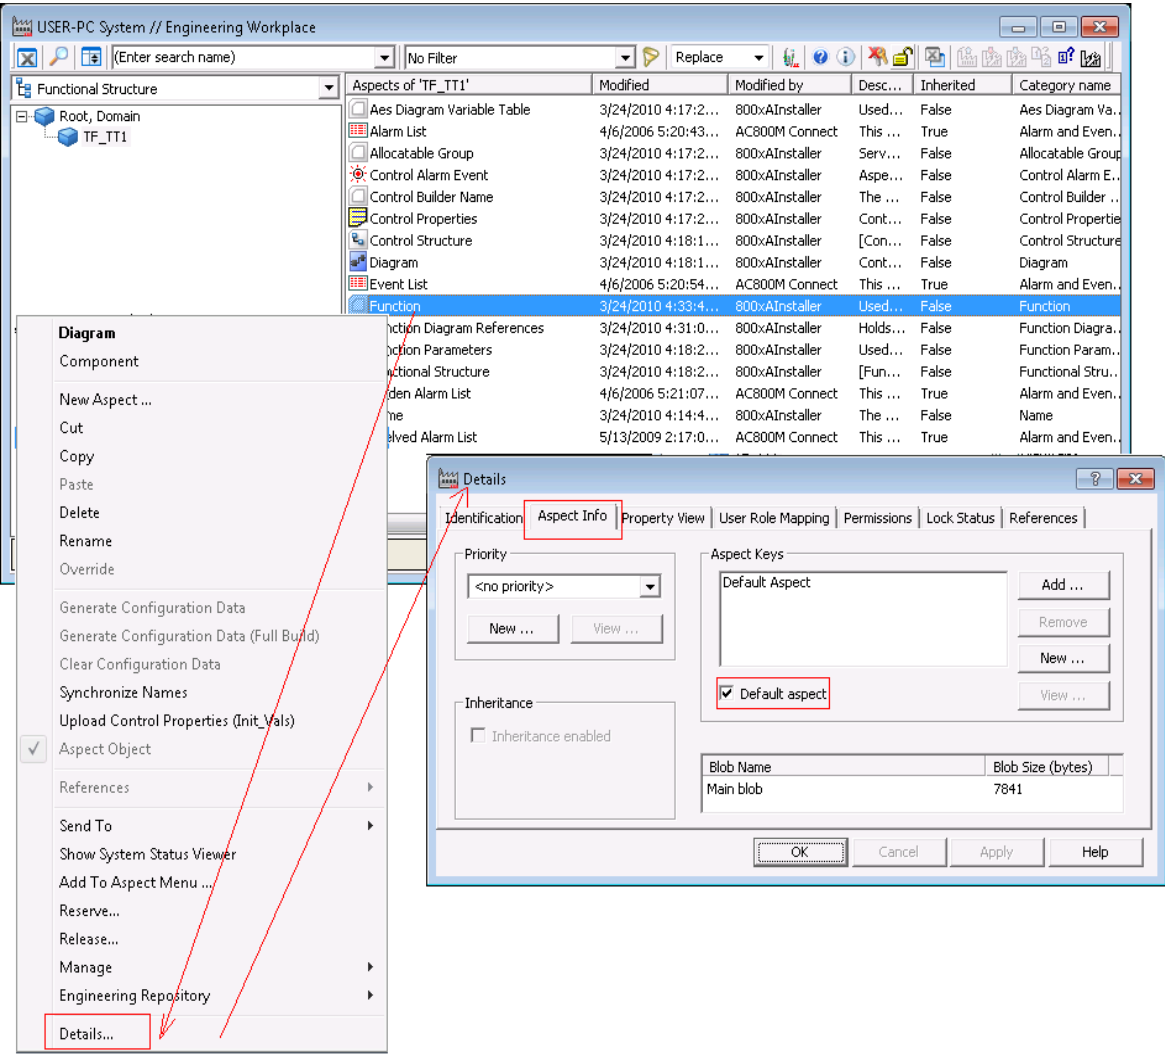 USER-PC System // Engineering Workplace
(Enter search name) No Filter Replace
Functional Structure
Root, Domain
TF_TT1
Aspects of 'TF_TT1' Modified Modified by Desc... Inherited Category name
Aes Diagram Variable Table 3/24/2010 4:17:2... 800xAInstaller Used... False Aes Diagram Va...
Alarm List 4/6/2006 5:20:43... AC800M Connect This ... True Alarm and Even...
Allocatable Group 3/24/2010 4:17:2... 800xAInstaller Serv... False Allocatable Group
Control Alarm Event 3/24/2010 4:17:2... 800xAInstaller Aspe... False Control Alarm E...
Control Builder Name 3/24/2010 4:17:2... 800xAInstaller The ... False Control Builder ...
Control Properties 3/24/2010 4:17:2... 800xAInstaller Cont... False Control Propertie
Control Structure 3/24/2010 4:18:1... 800xAInstaller [Con... False Control Structure
Diagram 3/24/2010 4:18:1... 800xAInstaller Cont... False Diagram
Event List 4/6/2006 5:20:54... AC800M Connect This ... True Alarm and Even...
Function 3/24/2010 4:33:4... 800xAInstaller Used... False Function
nction Diagram References 3/24/2010 4:31:0... 800xAInstaller Holds... False Function Diagra...
ction Parameters 3/24/2010 4:18:2... 800xAInstaller Used... False Function Param...
nctional Structure 3/24/2010 4:18:2... 800xAInstaller [Fun... False Functional Stru...
den Alarm List 4/6/2006 5:21:07... AC800M Connect This ... True Alarm and Even...
me 3/24/2010 4:14:4... 800xAInstaller The ... False Name
elved Alarm List 5/13/2009 2:17:0... AC800M Connect This ... True Alarm and Even...
Diagram
Component
New Aspect ...
Cut
Copy
Paste
Delete
Rename
Override
Generate Configuration Data
Generate Configuration Data (Full Build)
Clear Configuration Data
Synchronize Names
Upload Control Properties (Init_Vals)
Aspect Object
References
Send To
Show System Status Viewer
Add To Aspect Menu ...
Reserve...
Release...
Manage
Engineering Repository
Details...
Details
Identification Aspect Info Property View User Role Mapping Permissions Lock Status References
Priority
<no priority>
New ... View ...
Inheritance
Inheritance enabled
Aspect Keys
Default Aspect
Add ...
Remove
New ...
View ...
Default aspect
Blob Name Blob Size (bytes)
Main blob 7841
OK Cancel Apply Help